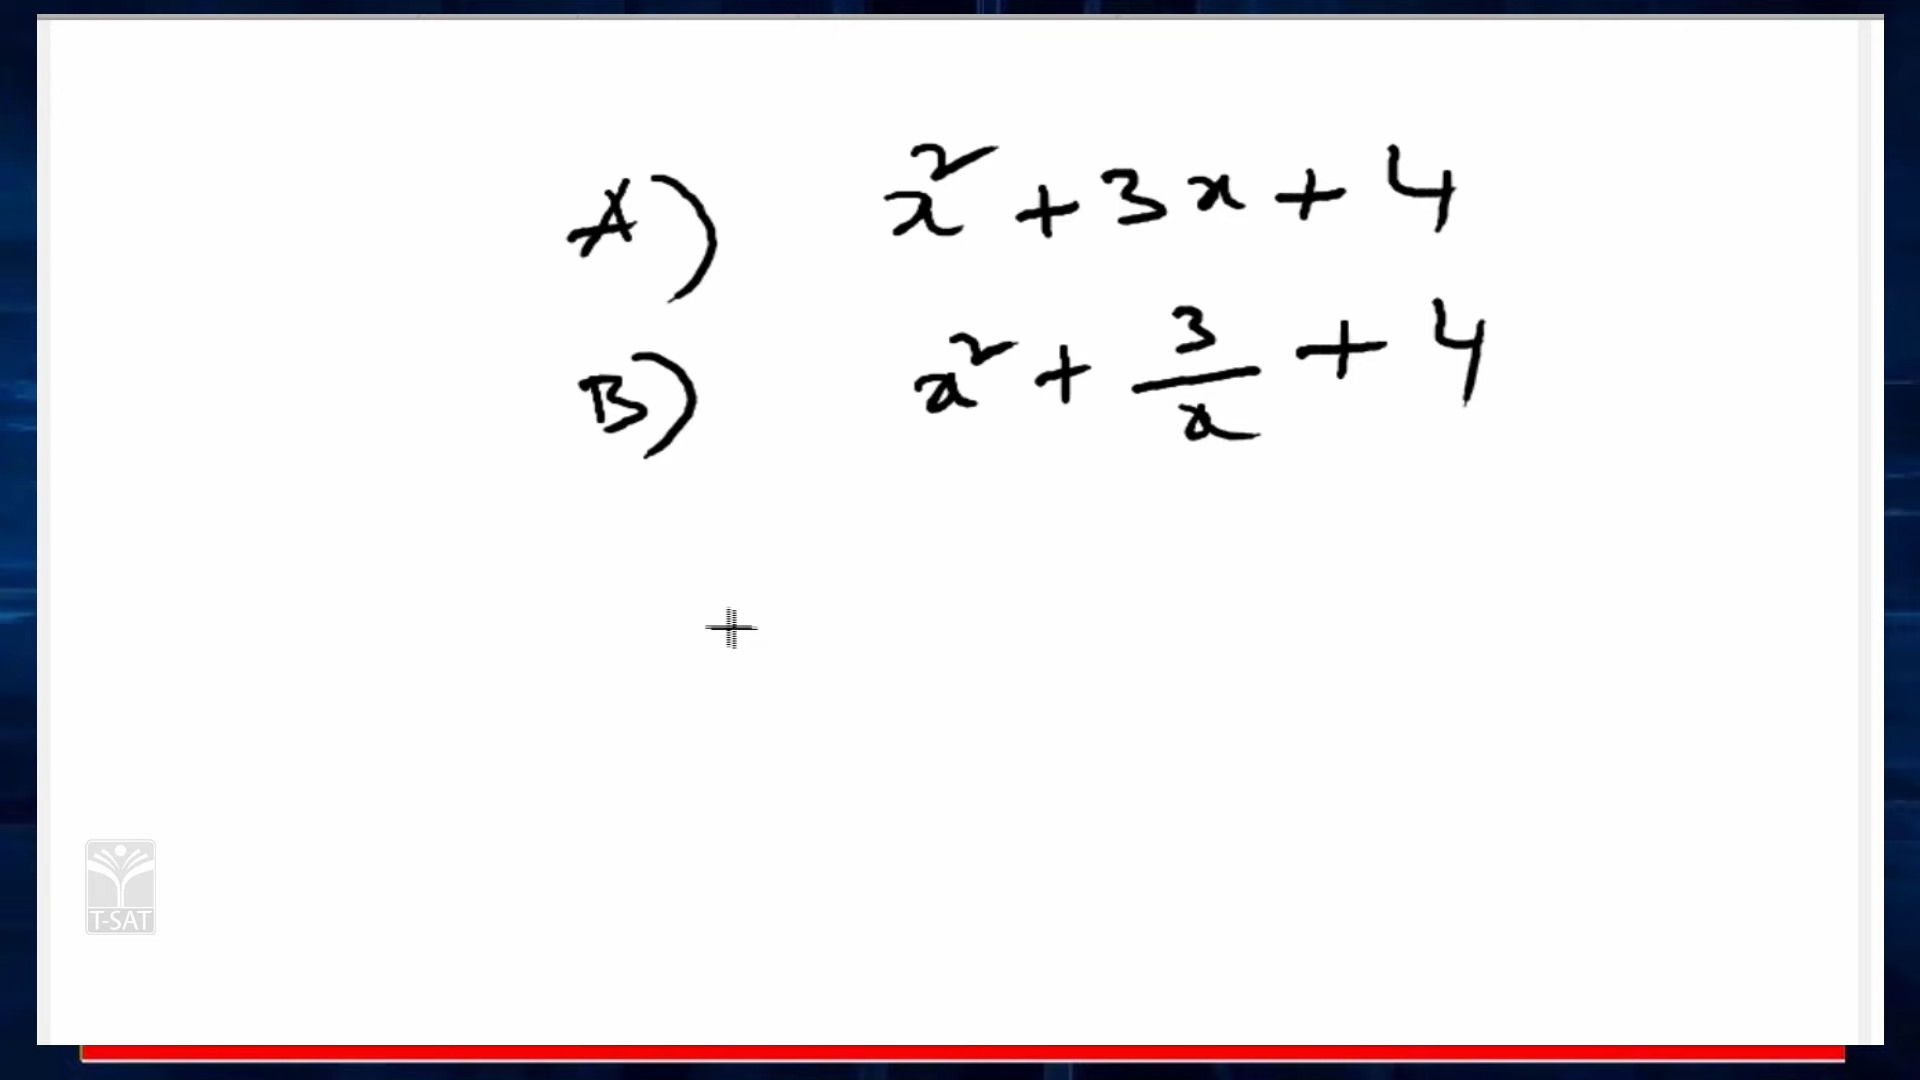 A) x² + 3x + 4
B) x² + 3/x + 4
T-SAT